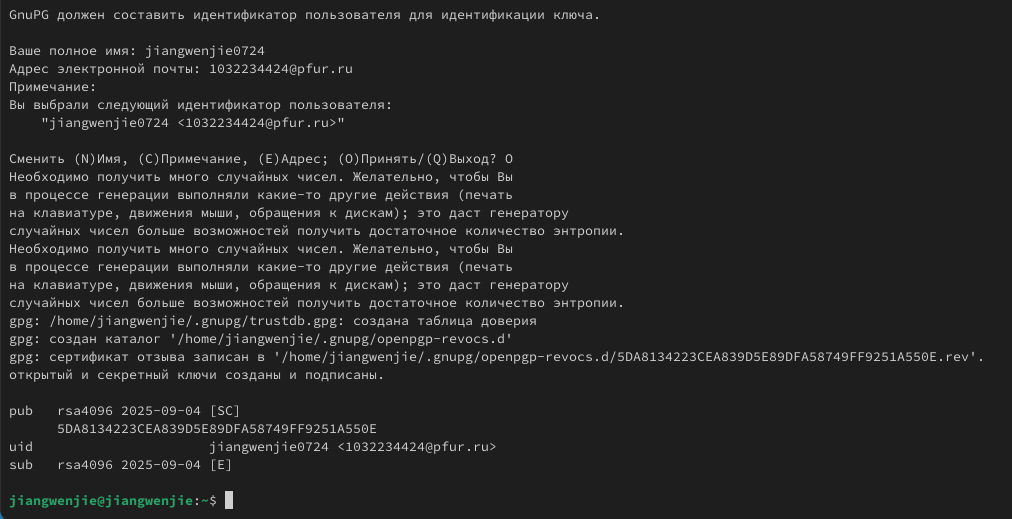 GnuPG должен составить идентификатор пользователя для идентификации ключа.
Ваше полное имя: jiangwenjie0724
Адрес электронной почты: 1032234424@pfur.ru
Примечание:
Вы выбрали следующий идентификатор пользователя:
"jiangwenjie0724 <1032234424@pfur.ru>"
Сменить (N)Имя, (C)Примечание, (E)Адрес; (O)Принять/(Q)Выход? O
Необходимо получить много случайных чисел. Желательно, чтобы Вы
в процессе генерации выполняли какие-то другие действия (печать
на клавиатуре, движения мыши, обращения к дискам); это даст генератору
случайных чисел больше возможностей получить достаточное количество энтропии.
Необходимо получить много случайных чисел. Желательно, чтобы Вы
в процессе генерации выполняли какие-то другие действия (печать
на клавиатуре, движения мыши, обращения к дискам); это даст генератору
случайных чисел больше возможностей получить достаточное количество энтропии.
gpg: /home/jiangwenjie/.gnupg/trustdb.gpg: создана таблица доверия
gpg: создан каталог '/home/jiangwenjie/.gnupg/openpgp-revocs.d'
gpg: сертификат отзыва записан в '/home/jiangwenjie/.gnupg/openpgp-revocs.d/5DA8134223CEA839D5E89DFA58749FF9251A550E.rev'.
открытый и секретный ключи созданы и подписаны.
pub   rsa4096 2025-09-04 [SC]
5DA8134223CEA839D5E89DFA58749FF9251A550E
uid                      jiangwenjie0724 <1032234424@pfur.ru>
sub   rsa4096 2025-09-04 [E]
jiangwenjie@jiangwenjie:~$